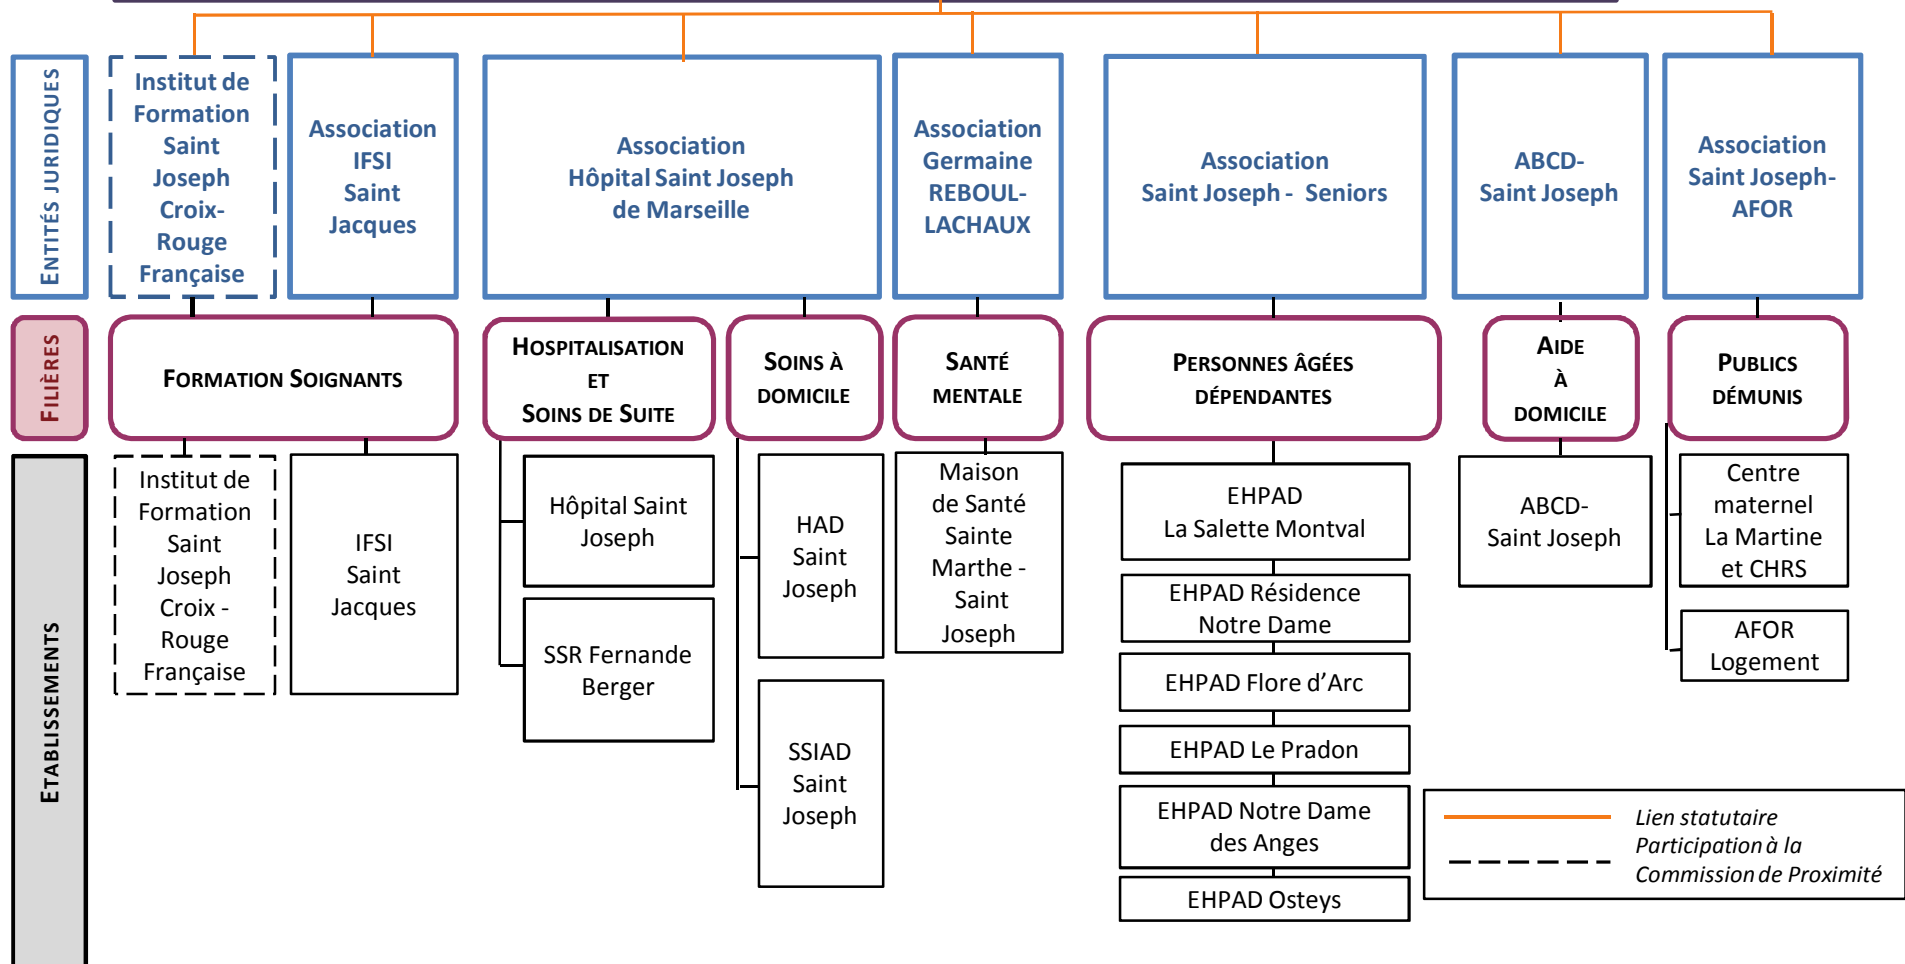 ENTITÉS JURIDIQUES
Institut de
Formation
Saint
Joseph
Croix-
Rouge
Française
Association
IFSI
Saint
Jacques
Association
Hôpital Saint Joseph
de Marseille
Association
Germaine
REBOUL-
LACHAUX
Association
Saint Joseph - Seniors
ABCD-
Saint Joseph
Association
Saint Joseph-
AFOR
FILIÈRES
FORMATION SOIGNANTS
HOSPITALISATION
ET
SOINS DE SUITE
SOINS À
DOMICILE
SANTÉ
MENTALE
PERSONNES ÂGÉES
DÉPENDANTES
AIDE
À
DOMICILE
PUBLICS
DÉMUNIS
ETABLISSEMENTS
Institut de
Formation
Saint
Joseph
Croix -
Rouge
Française
IFSI
Saint
Jacques
Hôpital Saint
Joseph
SSR Fernande
Berger
HAD
Saint
Joseph
SSIAD
Saint
Joseph
Maison
de Santé
Sainte
Marthe -
Saint
Joseph
EHPAD
La Salette Montval
EHPAD Résidence
Notre Dame
EHPAD Flore d'Arc
EHPAD Le Pradon
EHPAD Notre Dame
des Anges
EHPAD Osteys
ABCD-
Saint Joseph
Centre
maternel
La Martine
et CHRS
AFOR
Logement
Lien statutaire
Participation à la
Commission de Proximité